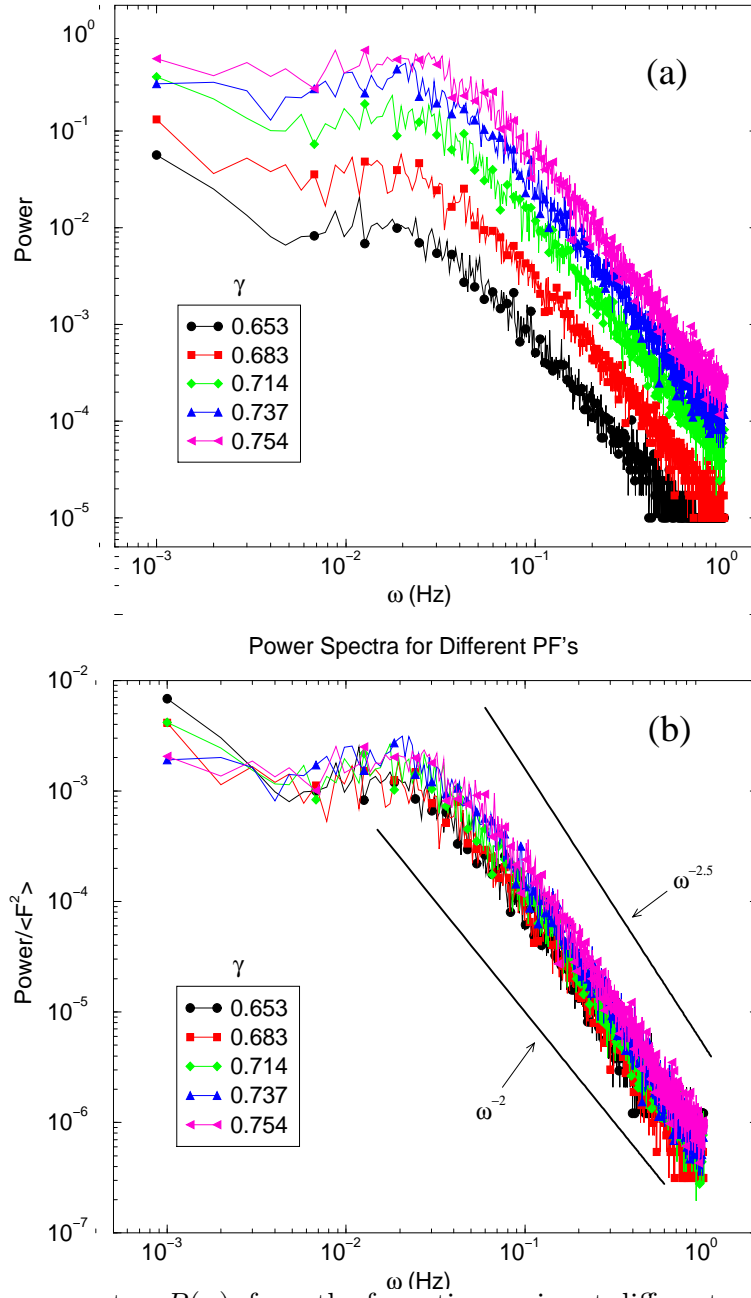 10^0
10^-1
10^-2
10^-3
10^-4
10^-5
Power
(a)
γ
0.653
0.683
0.714
0.737
0.754
10^-3 10^-2 10^-1 10^0
ω (Hz)
Power Spectra for Different PF's
10^-2
10^-3
10^-4
10^-5
10^-6
10^-7
Power/<F^2>
(b)
ω^-2.5
γ
0.653
0.683
0.714
0.737
0.754
ω^-2
10^-3 10^-2 10^-1 10^0
ω (Hz)